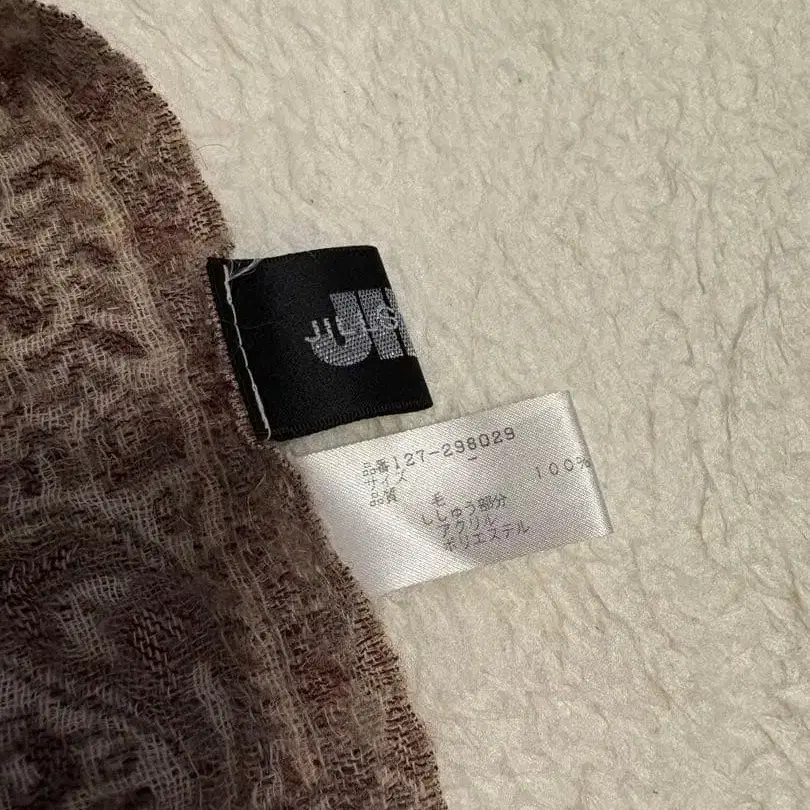 JILL
品番127-298029
サイズ －
品質 毛 100%
ししゅう部分
アクリル
ポリエステル